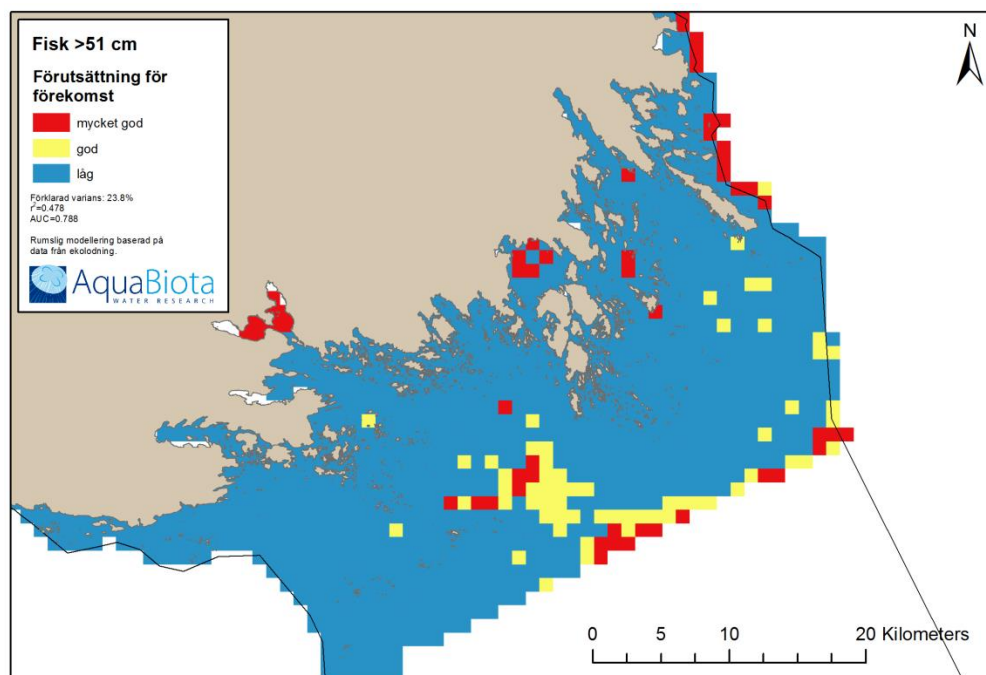 Fisk >51 cm
Förutsättning för
förekomst
mycket god
god
låg
Förklarad varians: 23.8%
r²=0.478
AUC=0.788
Rumslig modellering baserad på
data från ekolodning.
AquaBiota
WATER RESEARCH
N
0 5 10 20 Kilometers